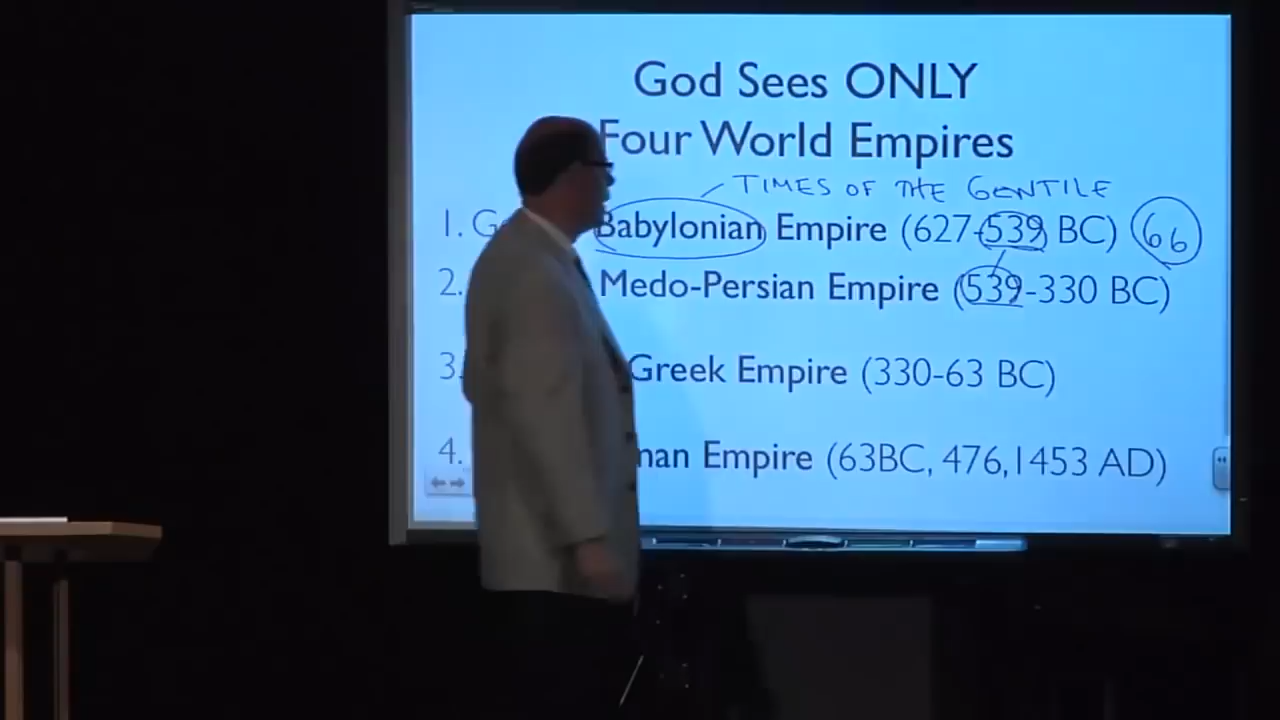 God Sees ONLY
Four World Empires
TIMES OF THE GENTILE
1. Babylonian Empire (627-539 BC) 66
2. Medo-Persian Empire (539-330 BC)
3. Greek Empire (330-63 BC)
4. Empire (63BC, 476,1453 AD)